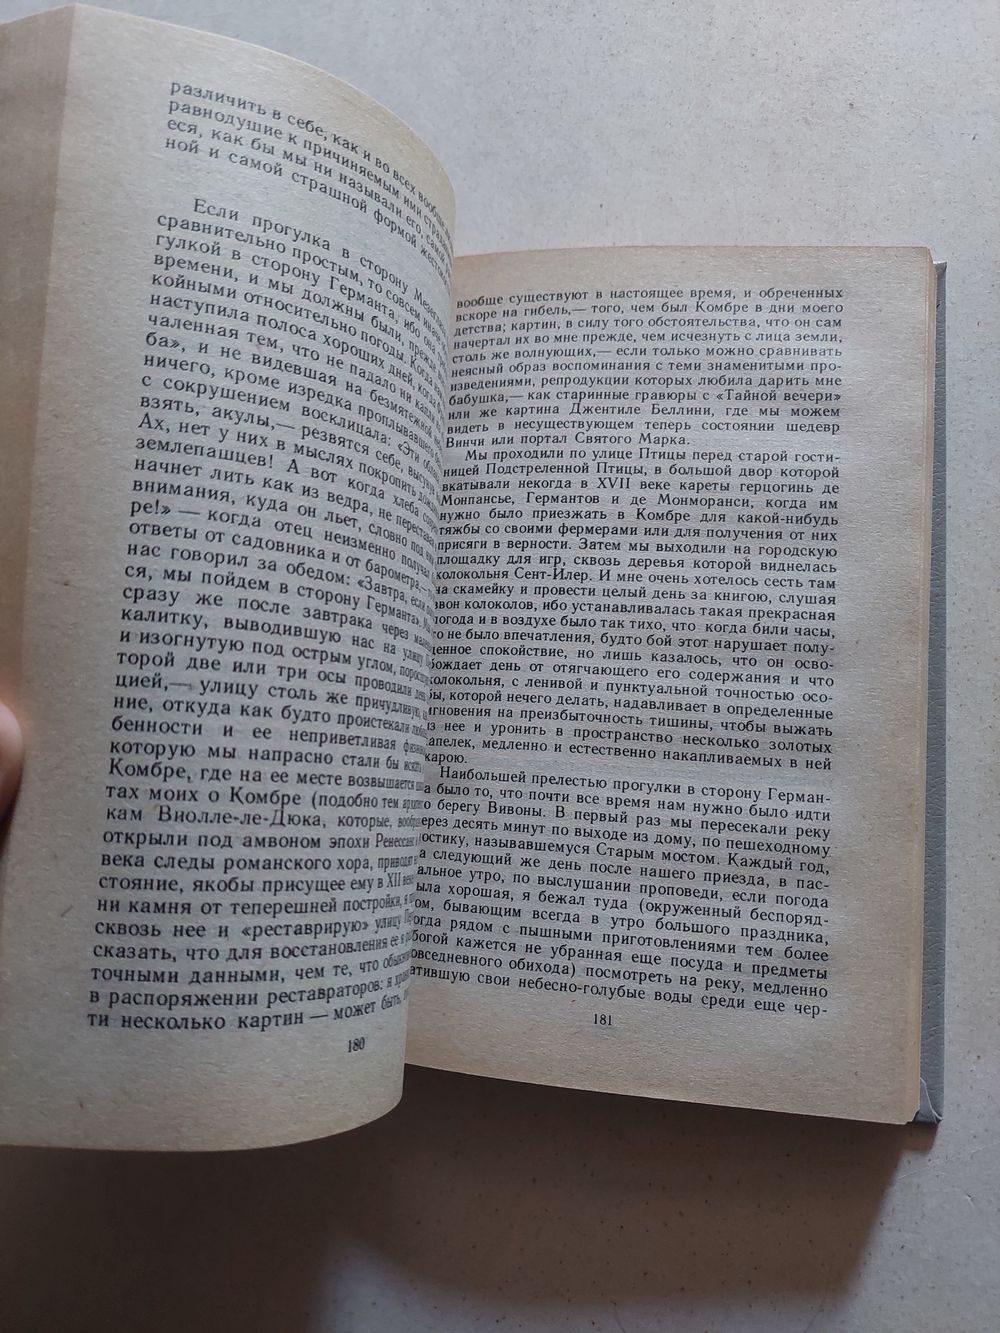 различить в себе, как и во всех вообще
равнодушие к причиняемым ими
еся, как бы мы ни называли его, самой
ной и самой страшной формой
Если прогулка в сторону
сравнительно простым, то совсем
гулкой в сторону Германта, ибо она
времени, и мы должны были, прежде
койными относительно погоды. Когда
наступила полоса хороших дней, когда
чаленная тем, что не падало ни капли
ба», и не видевшая на безмятежной
ничего, кроме изредка проплывавшего
с сокрушением восклицала: «Эти
взять, акулы,— резвятся себе, высунув
Ах, нет у них в мыслях покропить
землепашцев! А вот когда хлеба
начнет лить как из ведра, не переставая,
внимания, куда он льет, словно под ним
ре!» — когда отец неизменно получал
ответы от садовника и от барометра,—
нас говорил за обедом: «Завтра, если
ся, мы пойдем в сторону Германта».
сразу же после завтрака через
калитку, выводившую нас на улицу
и изогнутую под острым углом,
торой две или три осы проводили день
цией,— улицу столь же причудливую,
ние, откуда как будто проистекали
бенности и ее неприветливая
которую мы напрасно стали бы
Комбре, где на ее месте возвышается
тах моих о Комбре (подобно тем
кам Виолле-ле-Дюка, которые,
открыли под амвоном эпохи
века следы романского хора, приводят
стояние, якобы присущее ему в XII
ни камня от теперешней постройки, я
сквозь нее и «реставрирую» улицу
сказать, что для восстановления ее я
точными данными, чем те, что
в распоряжении реставраторов: я
ти несколько картин — может быть
180
вообще существуют в настоящее время, и обреченных
вскоре на гибель,— того, чем был Комбре в дни моего
детства; картин, в силу того обстоятельства, что он сам
начертал их во мне прежде, чем исчезнуть с лица земли,
столь же волнующих,— если только можно сравнивать
неясный образ воспоминания с теми знаменитыми про-
изведениями, репродукции которых любила дарить мне
бабушка,— как старинные гравюры с «Тайной вечери»
или же картина Джентиле Беллини, где мы можем
видеть в несуществующем теперь состоянии шедевр
Винчи или портал Святого Марка.
Мы проходили по улице Птицы перед старой гости-
ницей Подстреленной Птицы, в большой двор которой
вкатывали некогда в XVII веке кареты герцогинь де
Монпансье, Германтов и де Монморанси, когда им
нужно было приезжать в Комбре для какой-нибудь
тяжбы со своими фермерами или для получения от них
присяги в верности. Затем мы выходили на городскую
площадку для игр, сквозь деревья которой виднелась
колокольня Сент-Илер. И мне очень хотелось сесть там
на скамейку и провести целый день за книгою, слушая
звон колоколов, ибо устанавливалась такая прекрасная
погода и в воздухе было так тихо, что когда били часы,
то не было впечатления, будто бой этот нарушает полу-
денное спокойствие, но лишь казалось, что он осво-
бождает день от отягчающего его содержания и что
колокольня, с ленивой и пунктуальной точностью осо-
бы, которой нечего делать, надавливает в определенные
мгновения на преизбыточность тишины, чтобы выжать
из нее и уронить в пространство несколько золотых
капелек, медленно и естественно накапливаемых в ней
жарою.
Наибольшей прелестью прогулки в сторону Герман-
та было то, что почти все время нам нужно было идти
по берегу Вивоны. В первый раз мы пересекали реку
через десять минут по выходе из дому, по пешеходному
мостику, называвшемуся Старым мостом. Каждый год,
на следующий же день после нашего приезда, в пас-
хальное утро, по выслушании проповеди, если погода
была хорошая, я бежал туда (окруженный беспоряд-
ком, бывающим всегда в утро большого праздника,
когда рядом с пышными приготовлениями тем более
убогой кажется не убранная еще посуда и предметы
повседневного обихода) посмотреть на реку, медленно
катившую свои небесно-голубые воды среди еще чер-
181